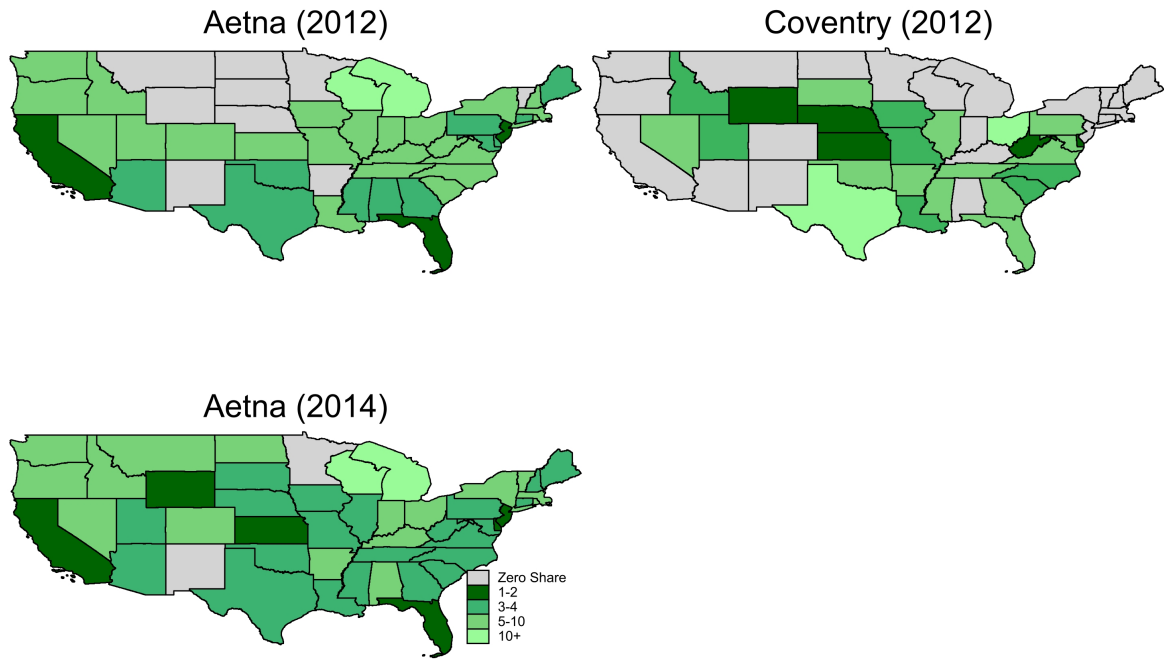 Aetna (2012)
Coventry (2012)
Aetna (2014)
Zero Share
1-2
3-4
5-10
10+